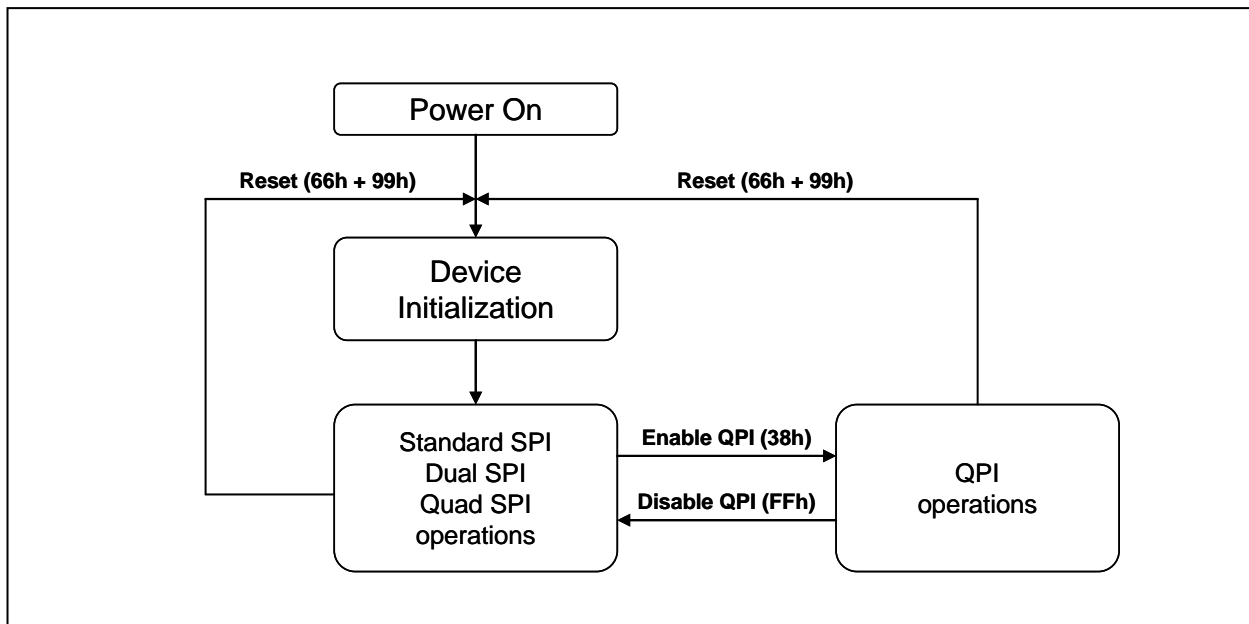 Power On
Reset (66h + 99h)
Reset (66h + 99h)
Device
Initialization
Standard SPI
Dual SPI
Quad SPI
operations
Enable QPI (38h)
Disable QPI (FFh)
QPI
operations